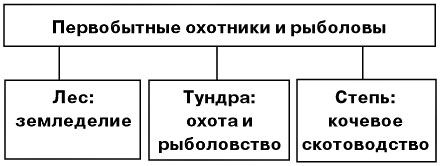 Первобытные охотники и рыболовы
Лес:
земледелие
Тундра:
охота и
рыболовство
Степь:
кочевое
скотоводство